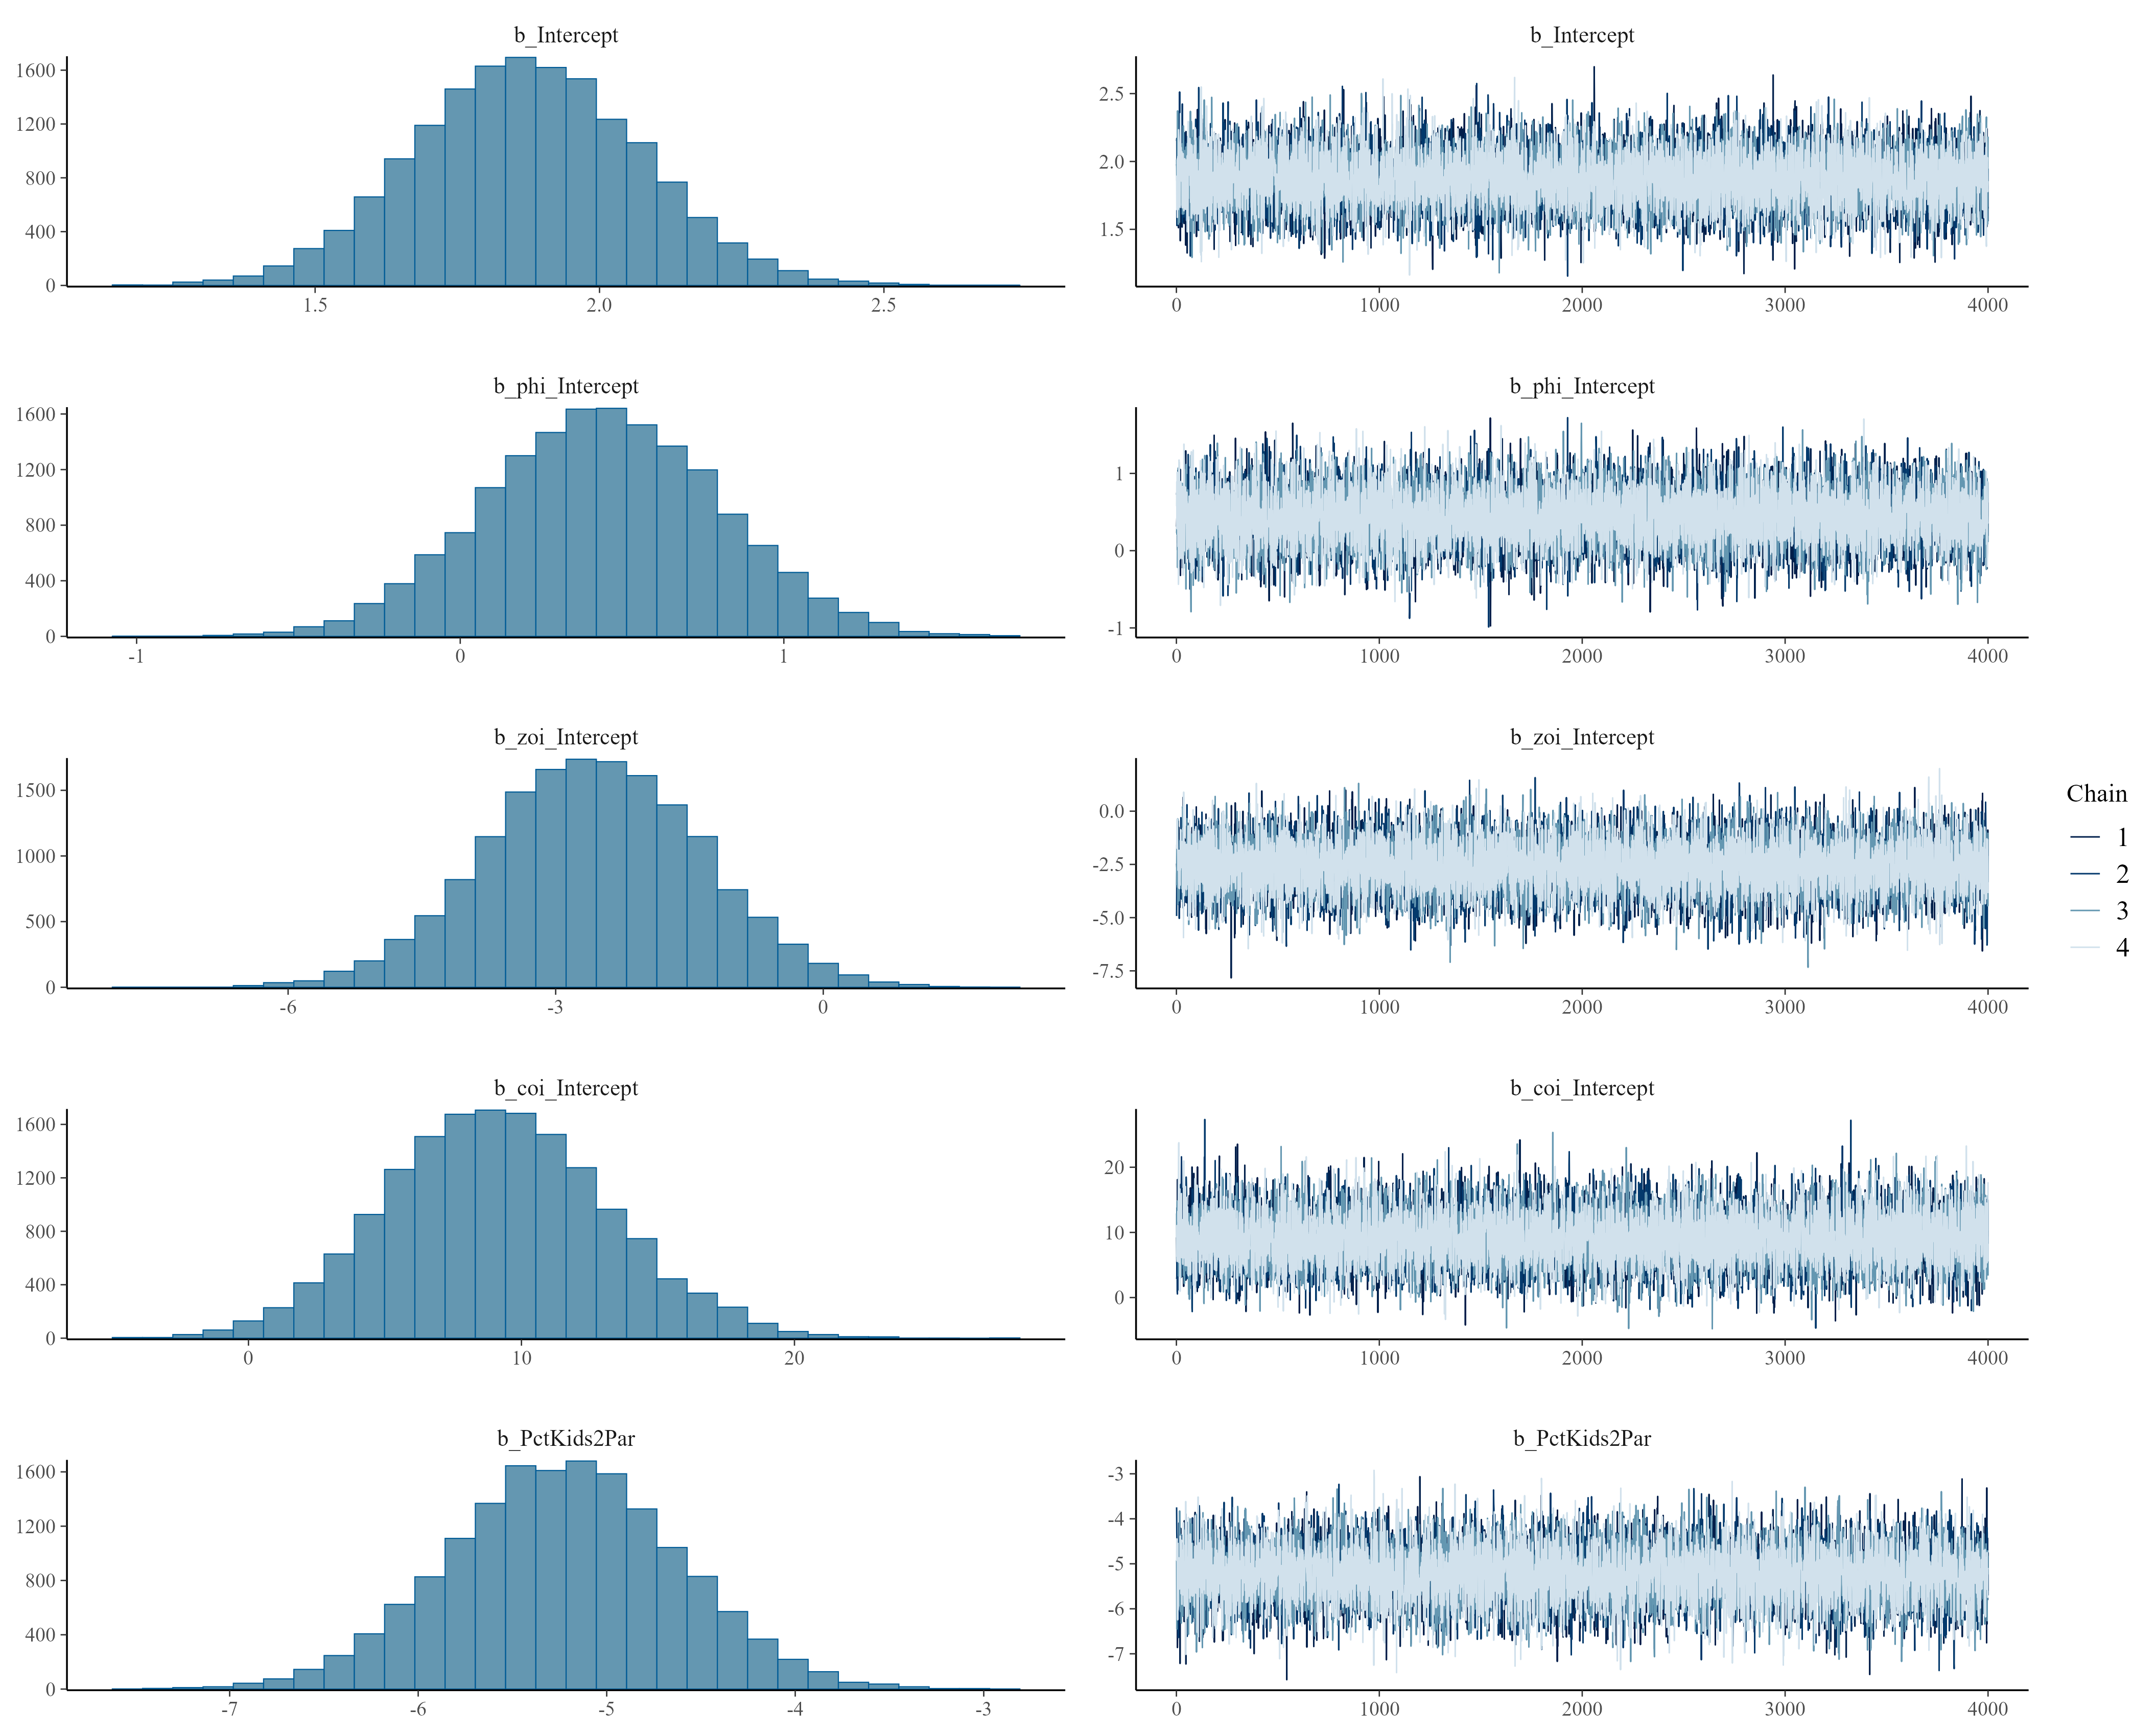 b_Intercept
1600
1200
800
400
0
1.5 2.0 2.5
b_Intercept
2.5
2.0
1.5
0 1000 2000 3000 4000
b_phi_Intercept
1600
1200
800
400
0
-1 0 1
b_phi_Intercept
1
0
-1
0 1000 2000 3000 4000
b_zoi_Intercept
1500
1000
500
0
-6 -3 0
b_zoi_Intercept
0.0
-2.5
-5.0
-7.5
0 1000 2000 3000 4000
b_coi_Intercept
1600
1200
800
400
0
0 10 20
b_coi_Intercept
20
10
0
0 1000 2000 3000 4000
b_PctKids2Par
1600
1200
800
400
0
-7 -6 -5 -4 -3
b_PctKids2Par
-3
-4
-5
-6
-7
0 1000 2000 3000 4000
Chain
1
2
3
4